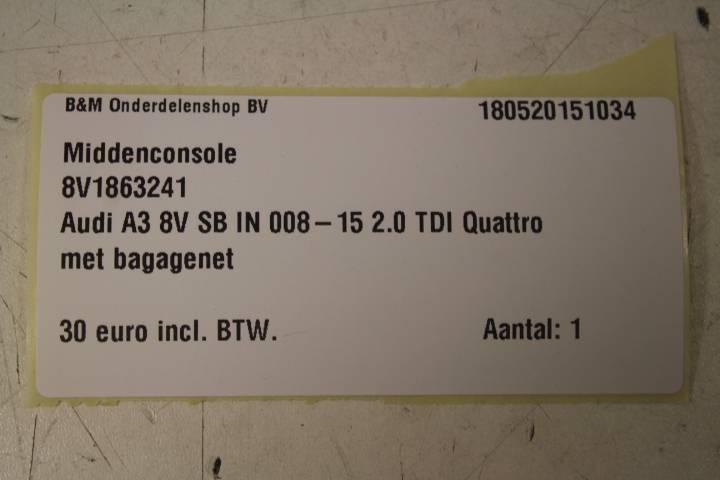 B&M Onderdelenshop BV 180520151034
Middenconsole
8V1863241
Audi A3 8V SB IN 008-15 2.0 TDI Quattro
met bagagenet
30 euro incl. BTW. Aantal: 1